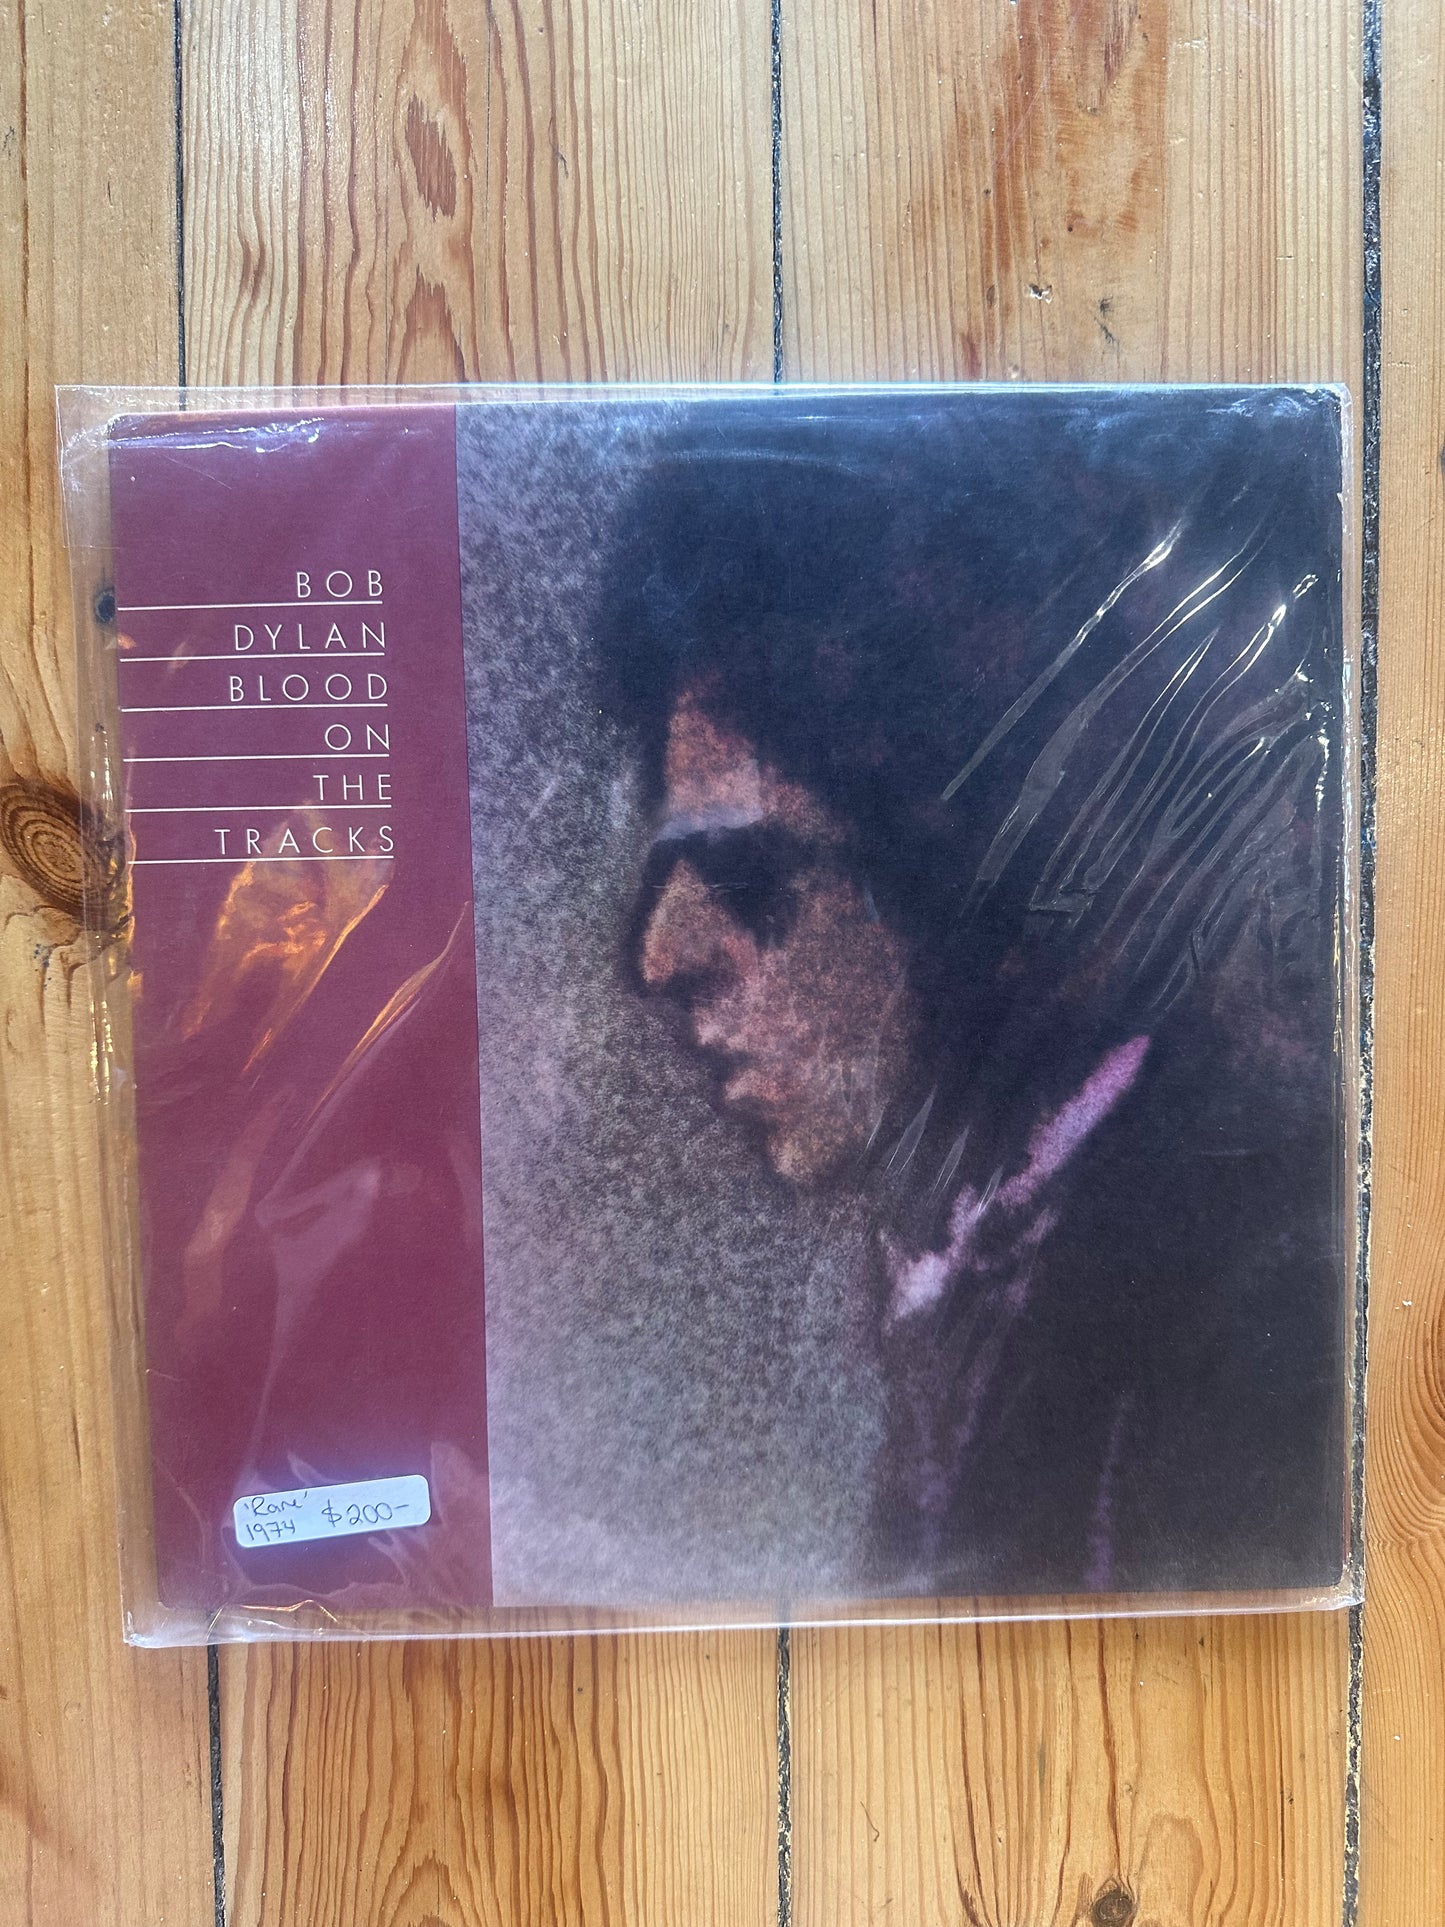 BOB
DYLAN
BLOOD
ON
THE
TRACKS
'Rare'
1974 $200-